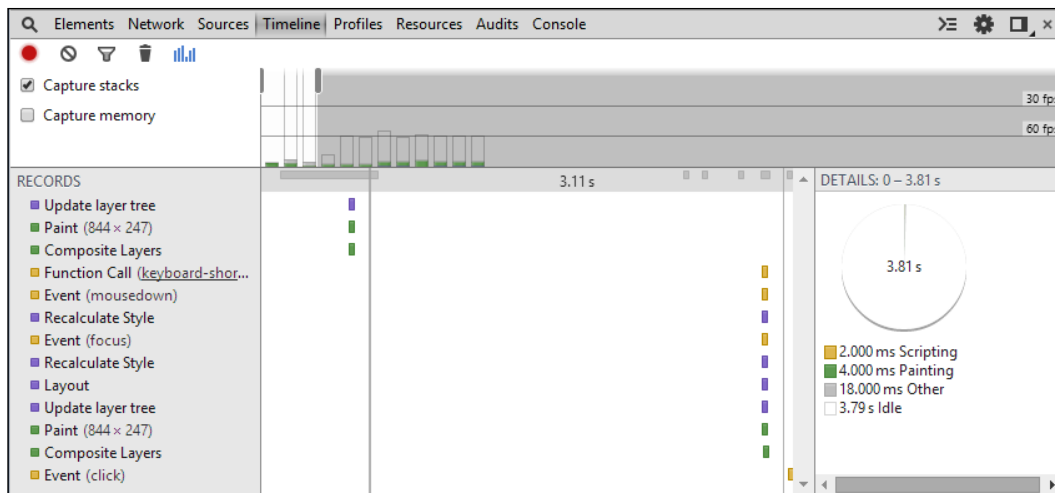 Elements Network Sources Timeline Profiles Resources Audits Console
Capture stacks
Capture memory
30 fps
60 fps
RECORDS
3.11 s
DETAILS: 0 – 3.81 s
Update layer tree
Paint (844 × 247)
Composite Layers
Function Call (keyboard-shor...
Event (mousedown)
Recalculate Style
Event (focus)
Recalculate Style
Layout
Update layer tree
Paint (844 × 247)
Composite Layers
Event (click)
3.81 s
2.000 ms Scripting
4.000 ms Painting
18.000 ms Other
3.79 s Idle